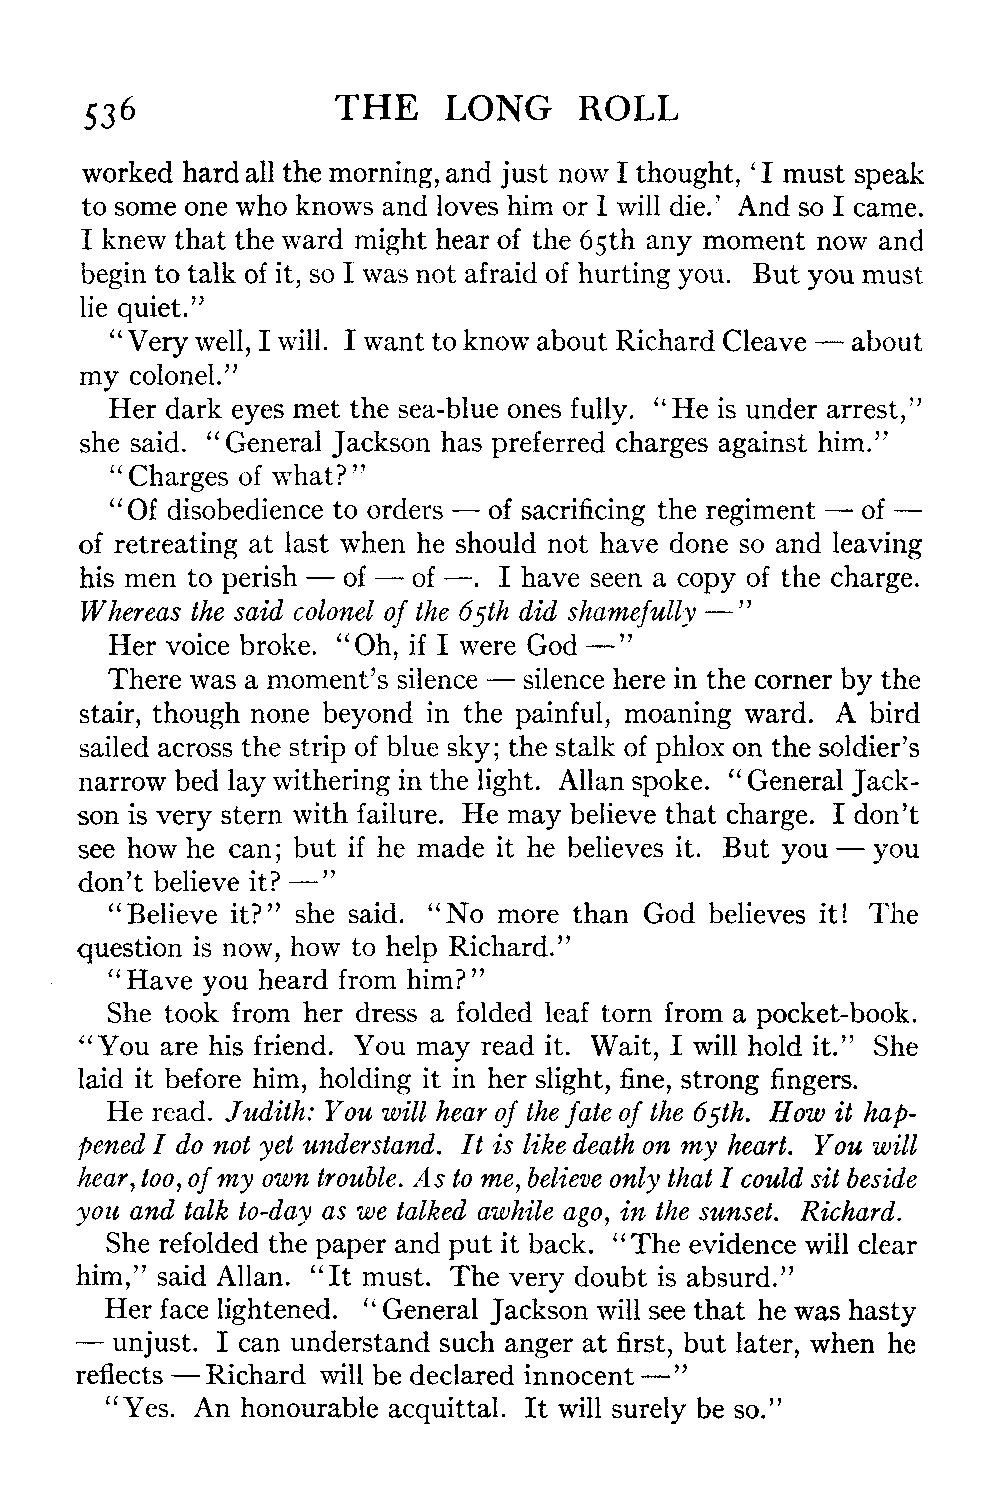 536 THE LONG ROLL
worked hard all the morning, and just now I thought, 'I must speak
to some one who knows and loves him or I will die.' And so I came.
I knew that the ward might hear of the 65th any moment now and
begin to talk of it, so I was not afraid of hurting you. But you must
lie quiet."
"Very well, I will. I want to know about Richard Cleave — about
my colonel."
Her dark eyes met the sea-blue ones fully. "He is under arrest,"
she said. "General Jackson has preferred charges against him."
"Charges of what?"
"Of disobedience to orders — of sacrificing the regiment — of —
of retreating at last when he should not have done so and leaving
his men to perish — of — of —. I have seen a copy of the charge.
Whereas the said colonel of the 65th did shamefully —"
Her voice broke. "Oh, if I were God —"
There was a moment's silence — silence here in the corner by the
stair, though none beyond in the painful, moaning ward. A bird
sailed across the strip of blue sky; the stalk of phlox on the soldier's
narrow bed lay withering in the light. Allan spoke. "General Jack-
son is very stern with failure. He may believe that charge. I don't
see how he can; but if he made it he believes it. But you — you
don't believe it? —"
"Believe it?" she said. "No more than God believes it! The
question is now, how to help Richard."
"Have you heard from him?"
She took from her dress a folded leaf torn from a pocket-book.
"You are his friend. You may read it. Wait, I will hold it." She
laid it before him, holding it in her slight, fine, strong fingers.
He read. Judith: You will hear of the fate of the 65th. How it hap-
pened I do not yet understand. It is like death on my heart. You will
hear, too, of my own trouble. As to me, believe only that I could sit beside
you and talk to-day as we talked awhile ago, in the sunset. Richard.
She refolded the paper and put it back. "The evidence will clear
him," said Allan. "It must. The very doubt is absurd."
Her face lightened. "General Jackson will see that he was hasty
— unjust. I can understand such anger at first, but later, when he
reflects — Richard will be declared innocent —"
"Yes. An honourable acquittal. It will surely be so."